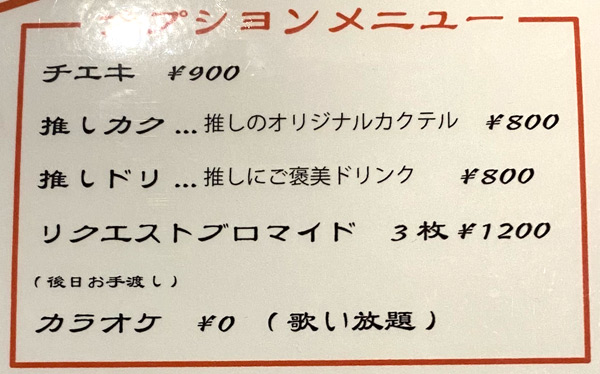 オプションメニュー
チエキ ¥900
推しカク…推しのオリジナルカクテル ¥800
推しドリ…推しにご褒美ドリンク ¥800
リクエストブロマイド 3枚¥1200
(後日お手渡し)
カラオケ ¥0 (歌い放題)